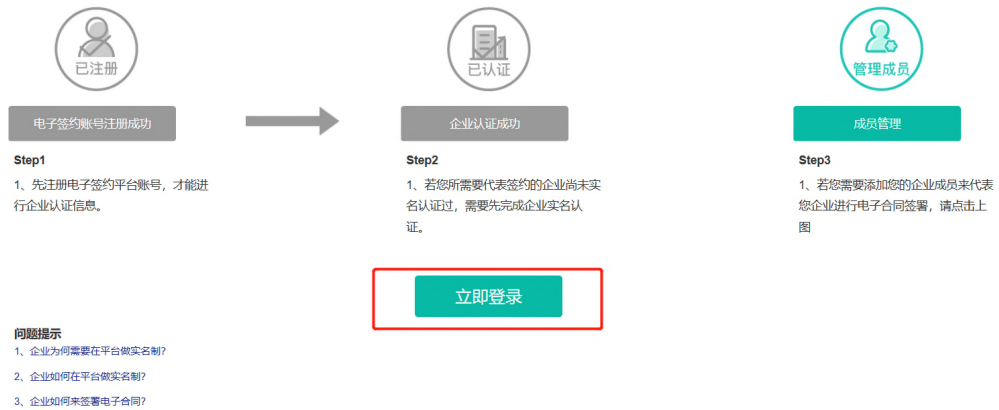 已注册
已认证
管理成员
电子签约账号注册成功
企业认证成功
成员管理
Step1
1、先注册电子签约平台账号，才能进
行企业认证信息。
Step2
1、若您所需要代表签约的企业尚未实
名认证过，需要先完成企业实名认
证。
Step3
1、若您需要添加您的企业成员来代表
您企业进行电子合同签署，请点击上
图
立即登录
问题提示
1、企业为何需要在平台做实名制?
2、企业如何在平台做实名制?
3、企业如何来签署电子合同?